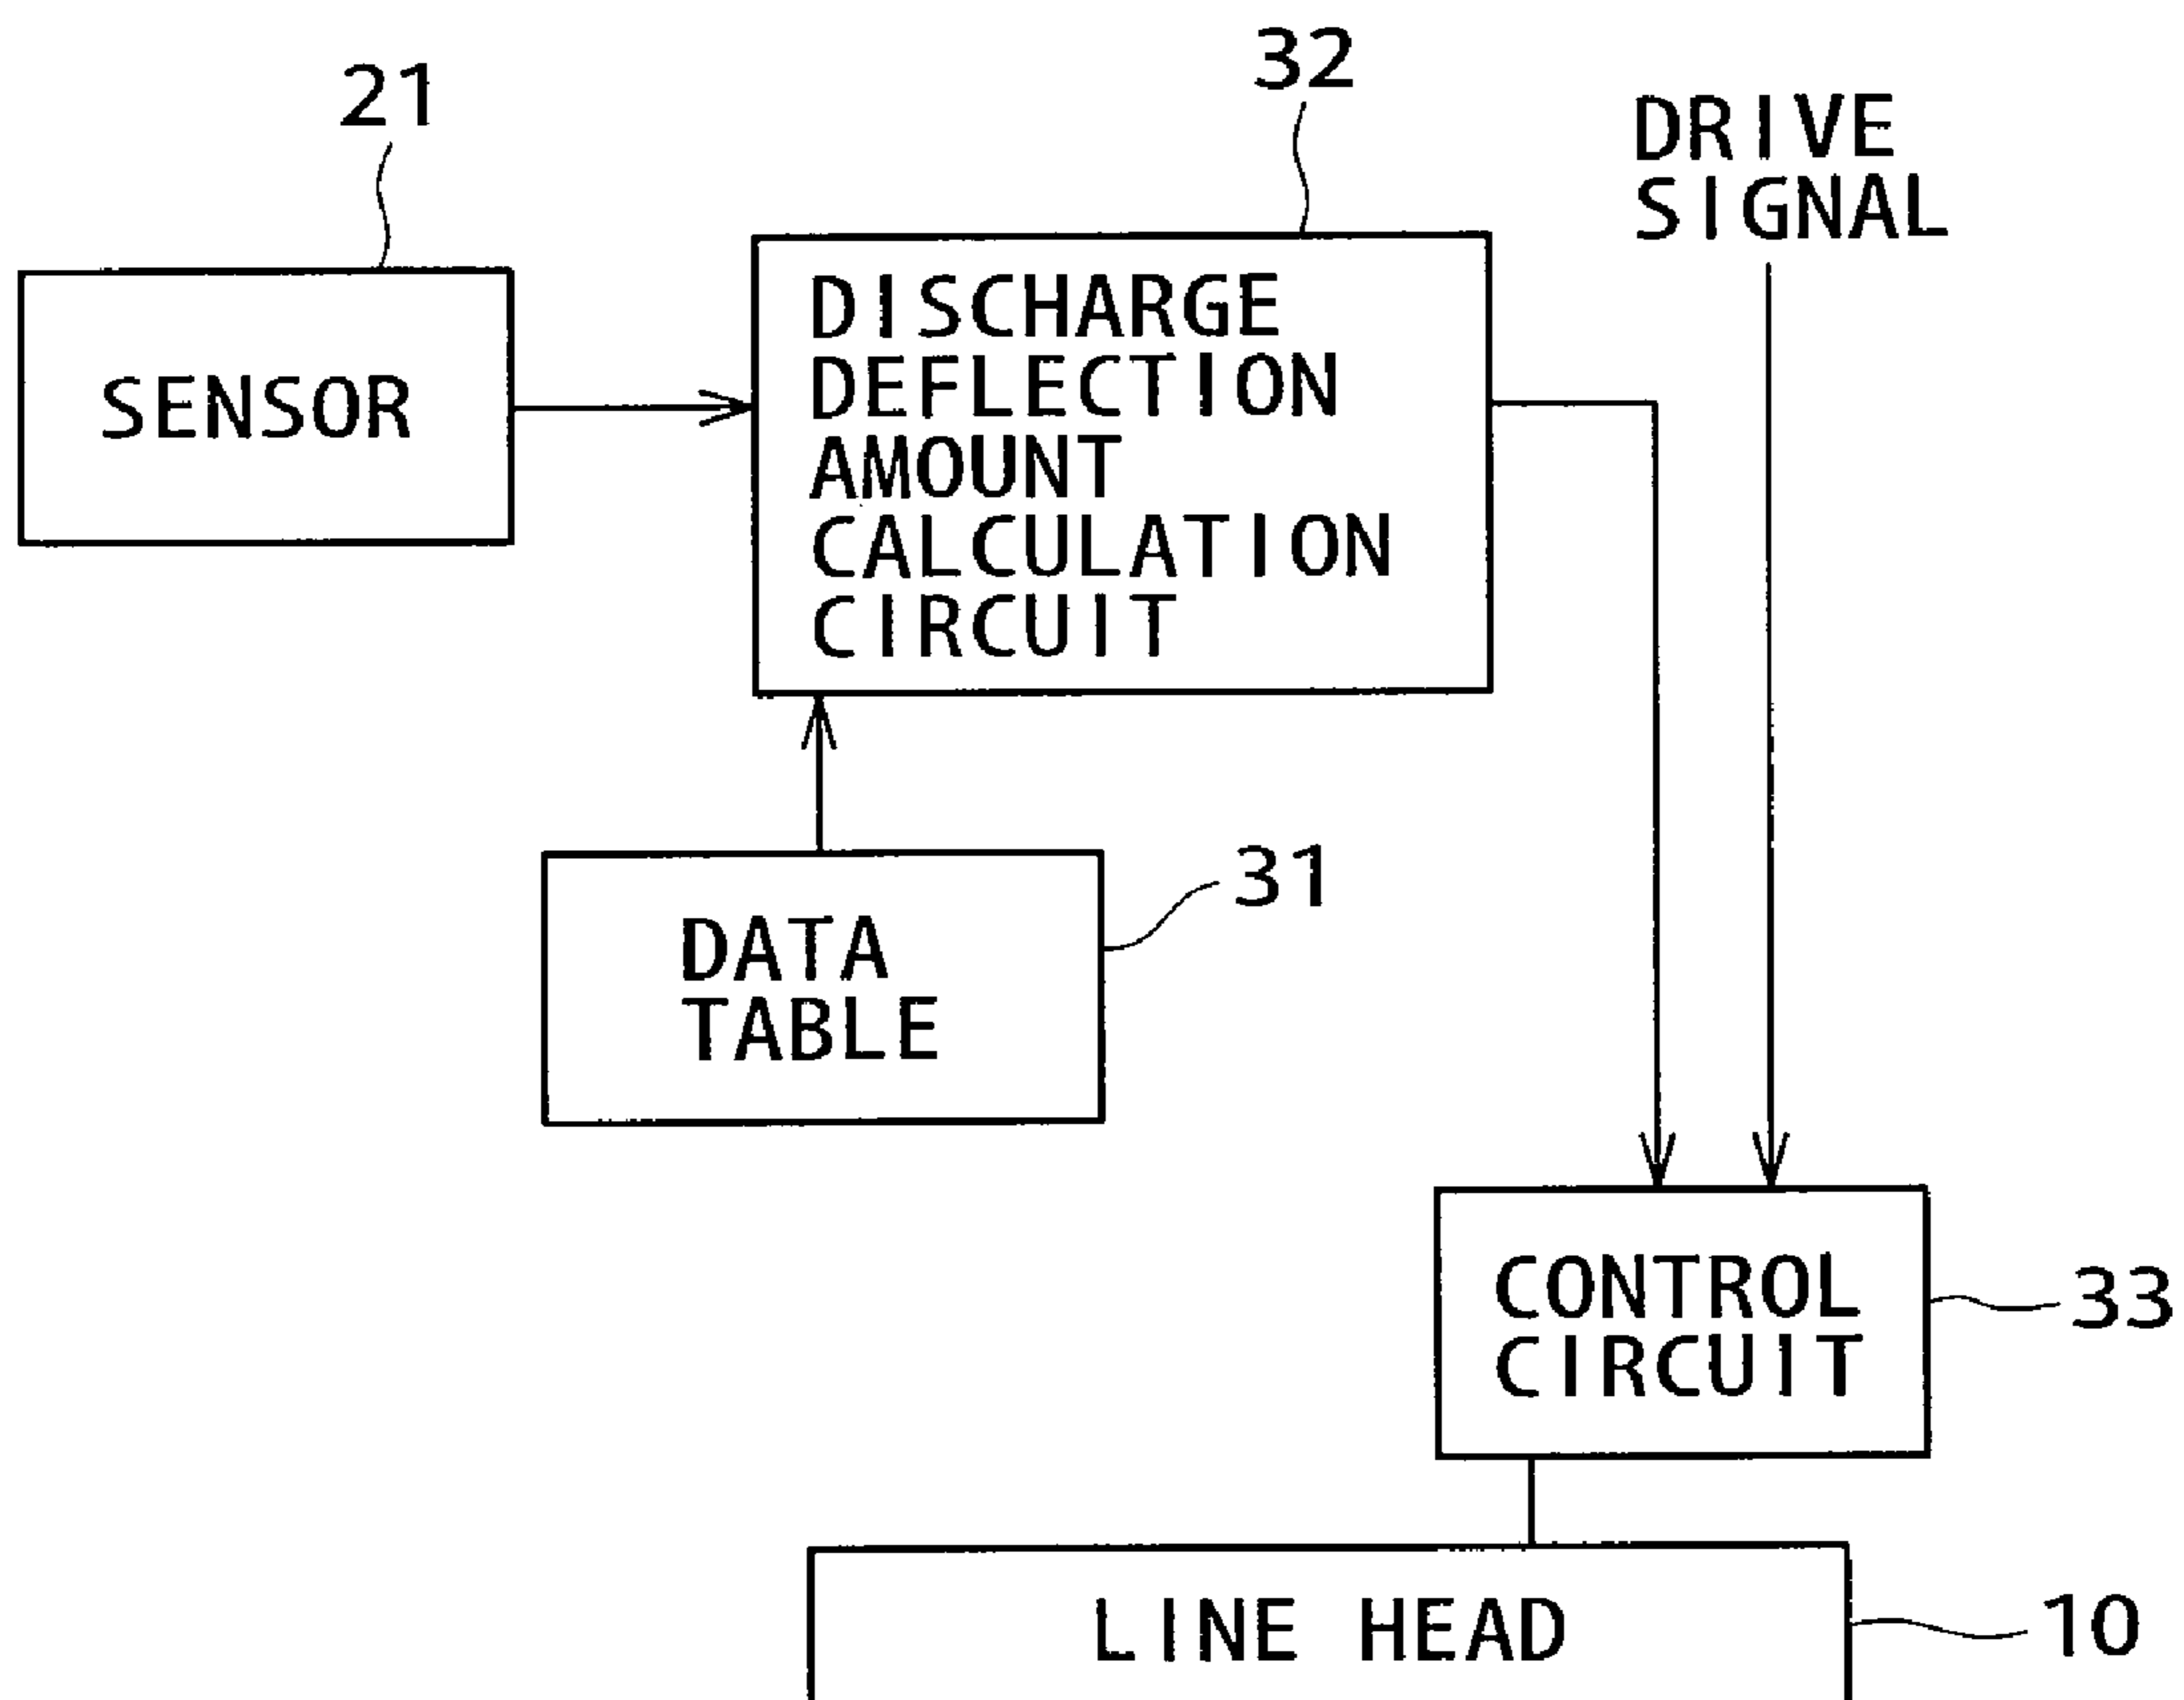 21
32
DRIVE
SIGNAL
SENSOR
DISCHARGE
DEFLECTION
AMOUNT
CALCULATION
CIRCUIT
31
DATA
TABLE
CONTROL
CIRCUIT
33
LINE HEAD
10